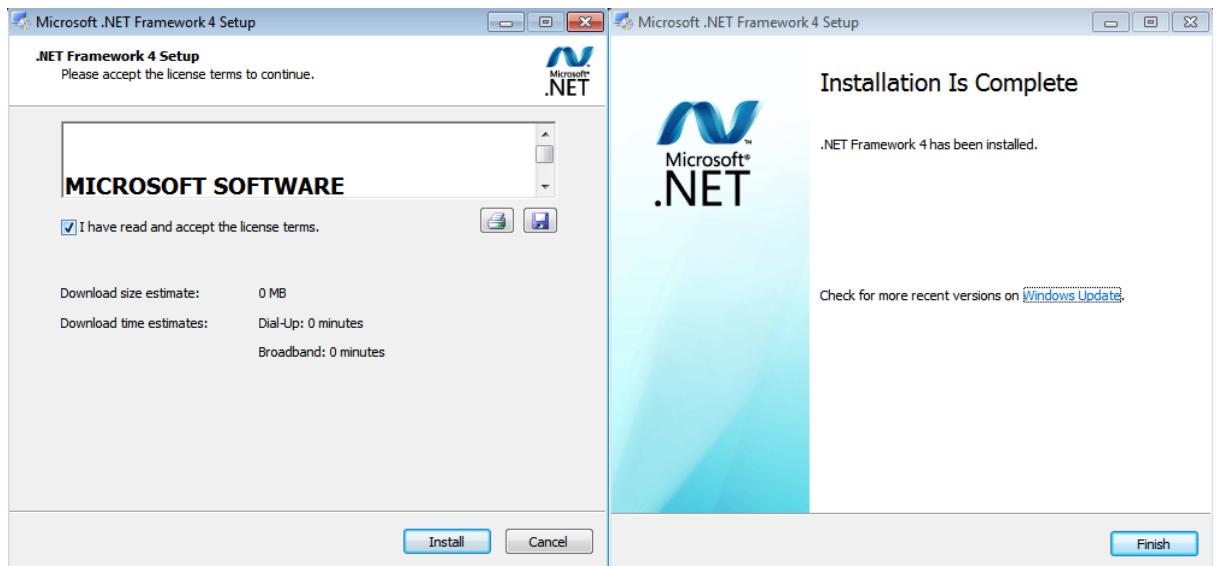 Microsoft .NET Framework 4 Setup
.NET Framework 4 Setup
Please accept the license terms to continue.
Microsoft®
.NET
MICROSOFT SOFTWARE
I have read and accept the license terms.
Download size estimate: 0 MB
Download time estimates: Dial-Up: 0 minutes
Broadband: 0 minutes
Install Cancel
Microsoft .NET Framework 4 Setup
Microsoft®
.NET
Installation Is Complete
.NET Framework 4 has been installed.
Check for more recent versions on Windows Update.
Finish